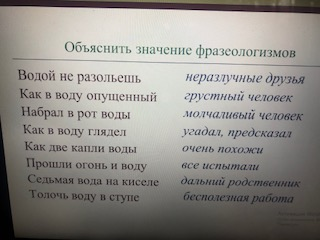 Объяснить значение фразеологизмов
Водой не разольешь неразлучные друзья
Как в воду опущенный грустный человек
Набрал в рот воды молчаливый человек
Как в воду глядел угадал, предсказал
Как две капли воды очень похожи
Прошли огонь и воду все испытали
Седьмая вода на киселе дальний родственник
Толочь воду в ступе бесполезная работа